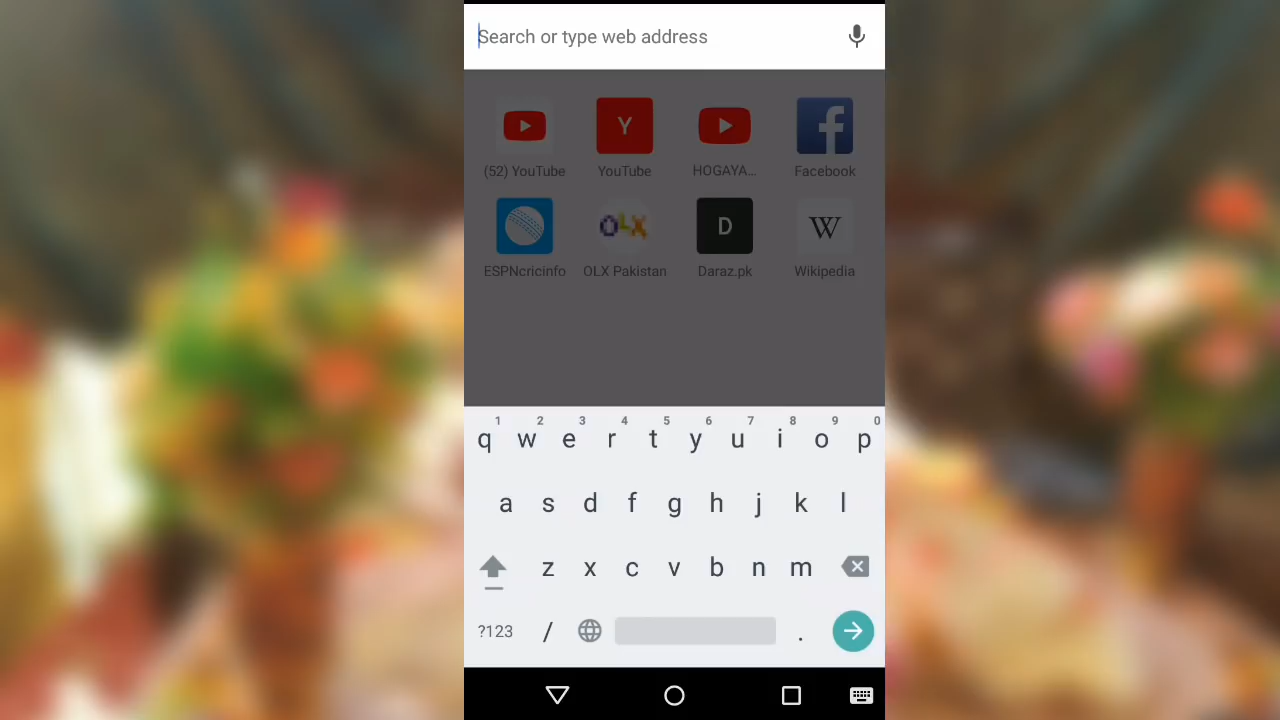 Search or type web address
Y
(52) YouTube YouTube HOGAYA... Facebook
OLX D W
ESPNcricinfo OLX Pakistan Daraz.pk Wikipedia
1 2 3 4 5 6 7 8 9 0
q w e r t y u i o p
a s d f g h j k l
z x c v b n m
?123 / .